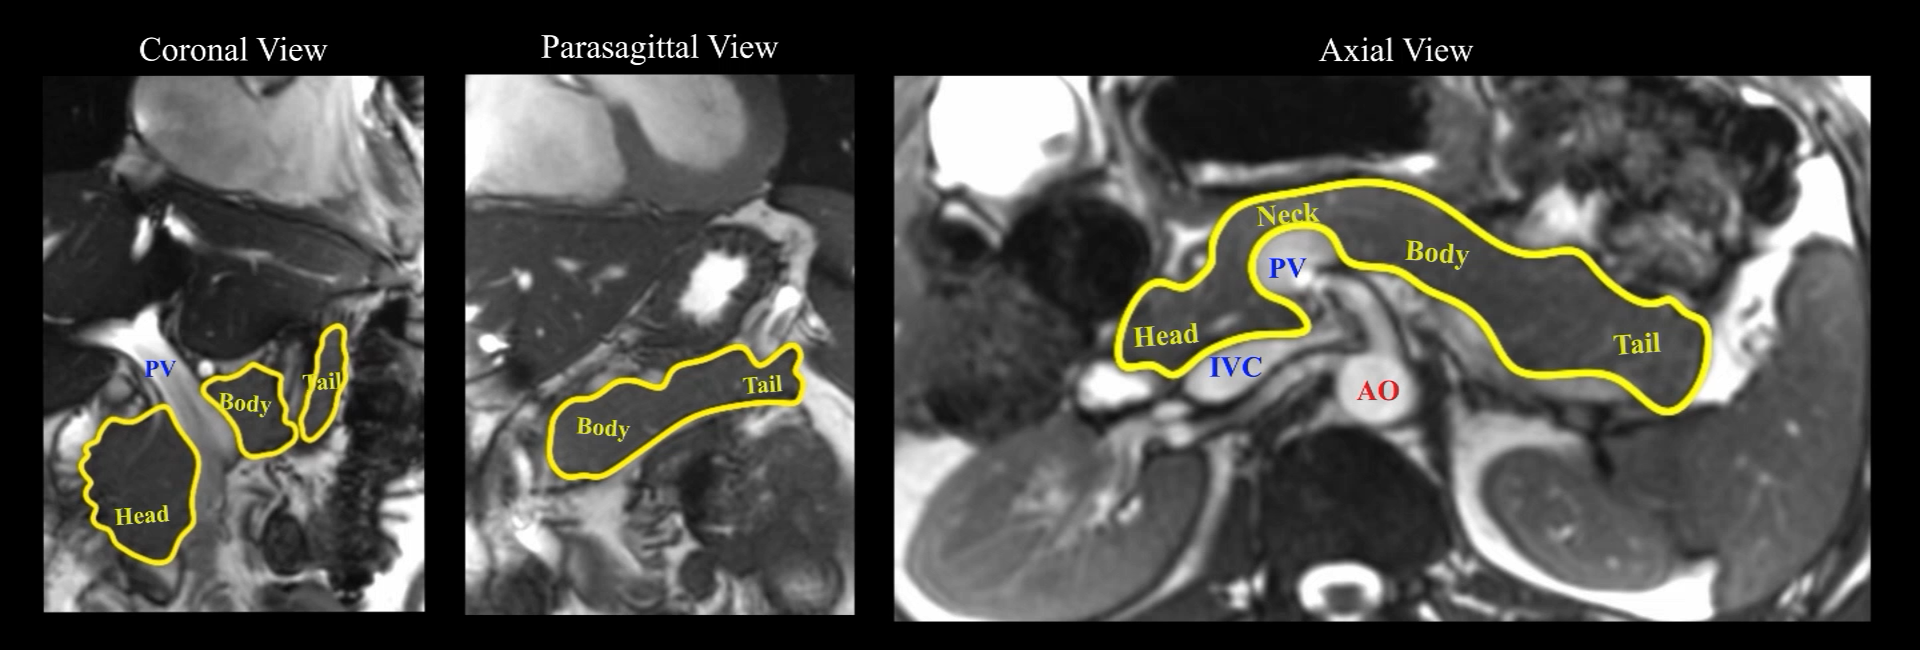 Coronal View
PV
Body
Tail
Head
Parasagittal View
Body
Tail
Axial View
Neck
PV
Body
Head
IVC
Tail
AO